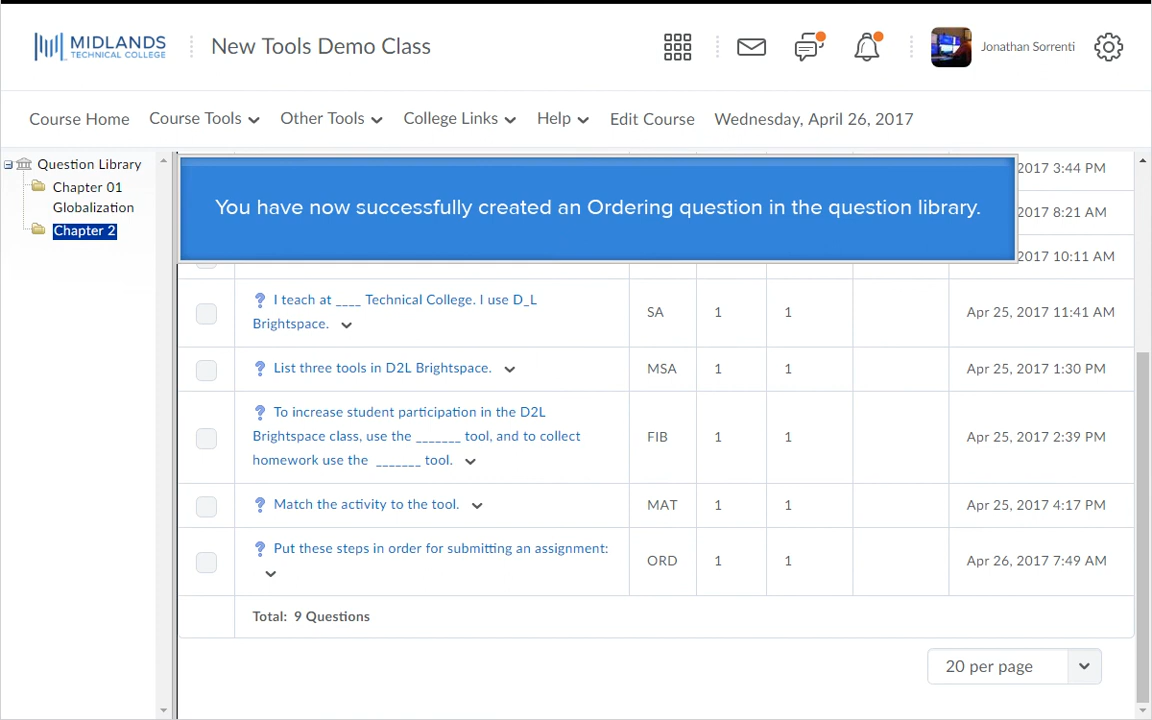 MIDLANDS
TECHNICAL COLLEGE
New Tools Demo Class
Jonathan Sorrenti
Course Home Course Tools Other Tools College Links Help Edit Course Wednesday, April 26, 2017
Question Library
Chapter 01
Globalization
Chapter 2
You have now successfully created an Ordering question in the question library.
2017 3:44 PM
2017 8:21 AM
2017 10:11 AM
I teach at ____ Technical College. I use D_L
Brightspace.
SA 1 1 Apr 25, 2017 11:41 AM
List three tools in D2L Brightspace. MSA 1 1 Apr 25, 2017 1:30 PM
To increase student participation in the D2L
Brightspace class, use the _______ tool, and to collect
homework use the _______ tool.
FIB 1 1 Apr 25, 2017 2:39 PM
Match the activity to the tool. MAT 1 1 Apr 25, 2017 4:17 PM
Put these steps in order for submitting an assignment:
ORD 1 1 Apr 26, 2017 7:49 AM
Total: 9 Questions
20 per page